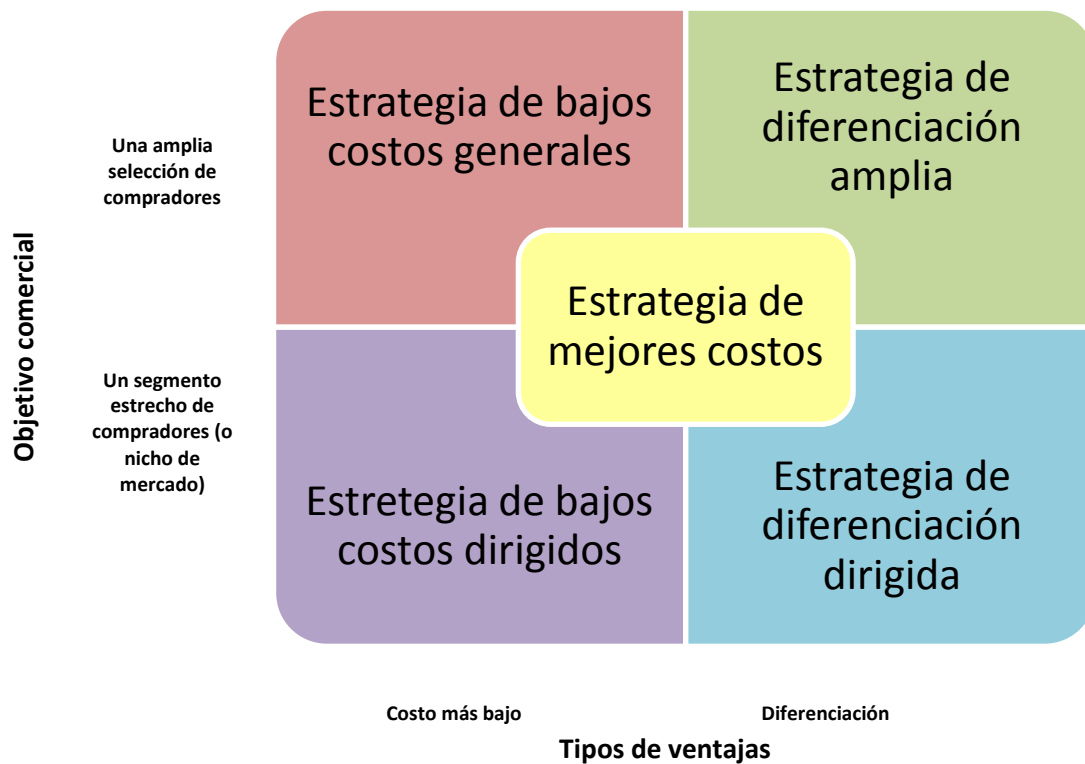 Estrategia de bajos
costos generales
Estrategia de
diferenciación
amplia
Una amplia
selección de
compradores
Objetivo comercial
Estrategia de
mejores costos
Un segmento
estrecho de
compradores (o
nicho de
mercado)
Estretegia de bajos
costos dirigidos
Estrategia de
diferenciación
dirigida
Costo más bajo
Diferenciación
Tipos de ventajas